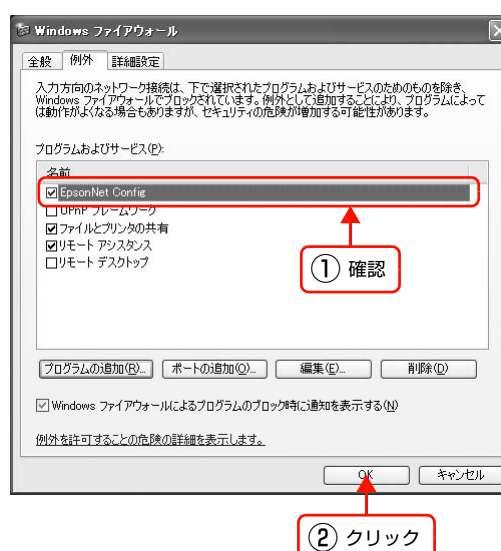 Windows ファイアウォール
全般 例外 詳細設定
入力方向のネットワーク接続は、下で選択されたプログラムおよびサービスのためのものを除き、
Windows ファイアウォールでブロックされています。例外として追加することにより、プログラムによって
は動作がよくなる場合もありますが、セキュリティの危険が増加する可能性があります。
プログラムおよびサービス(P):
名前
EpsonNet Config
UPnP フレームワーク
ファイルとプリンタの共有
リモート アシスタンス
リモート デスクトップ
① 確認
プログラムの追加(R)... ポートの追加(O)... 編集(E)... 削除(D)
Windows ファイアウォールによるプログラムのブロック時に通知を表示する(N)
例外を許可することの危険の詳細を表示します。
OK キャンセル
② クリック